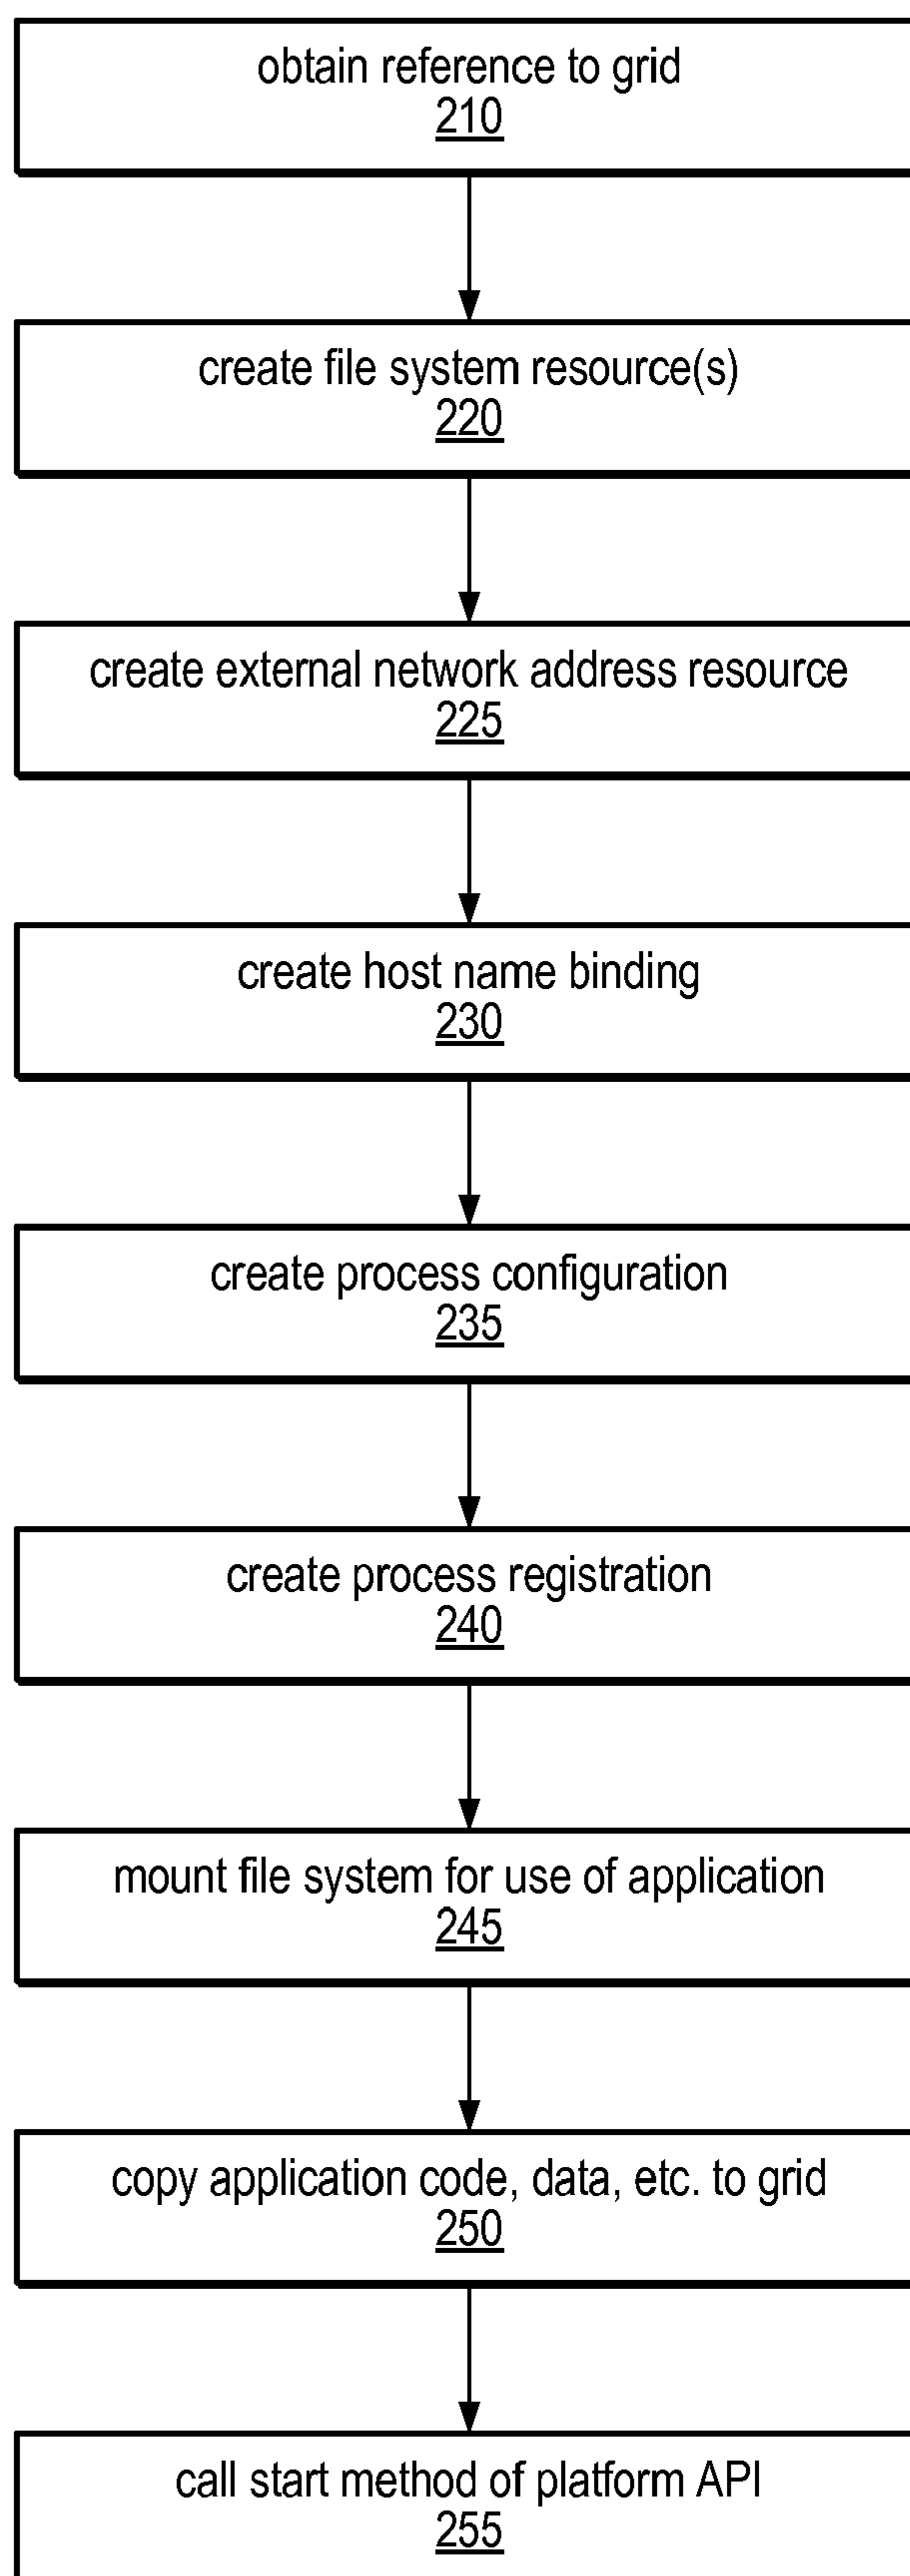 obtain reference to grid
210
create file system resource(s)
220
create external network address resource
225
create host name binding
230
create process configuration
235
create process registration
240
mount file system for use of application
245
copy application code, data, etc. to grid
250
call start method of platform API
255